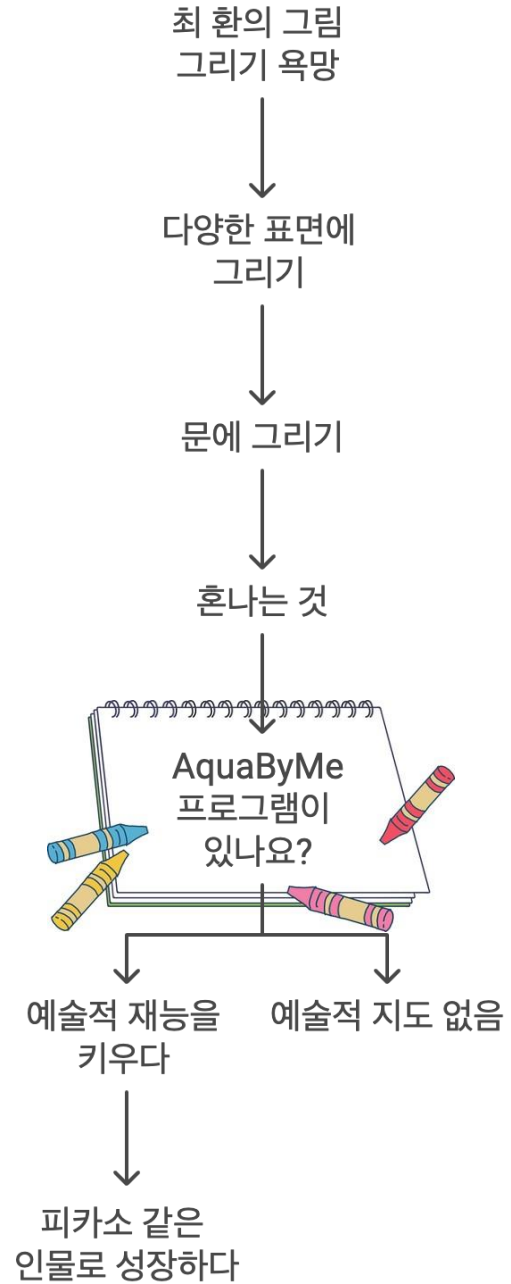 최 환의 그림
그리기 욕망
다양한 표면에
그리기
문에 그리기
혼나는 것
AquaByMe
프로그램이
있나요?
예술적 재능을
키우다
예술적 지도 없음
피카소 같은
인물로 성장하다